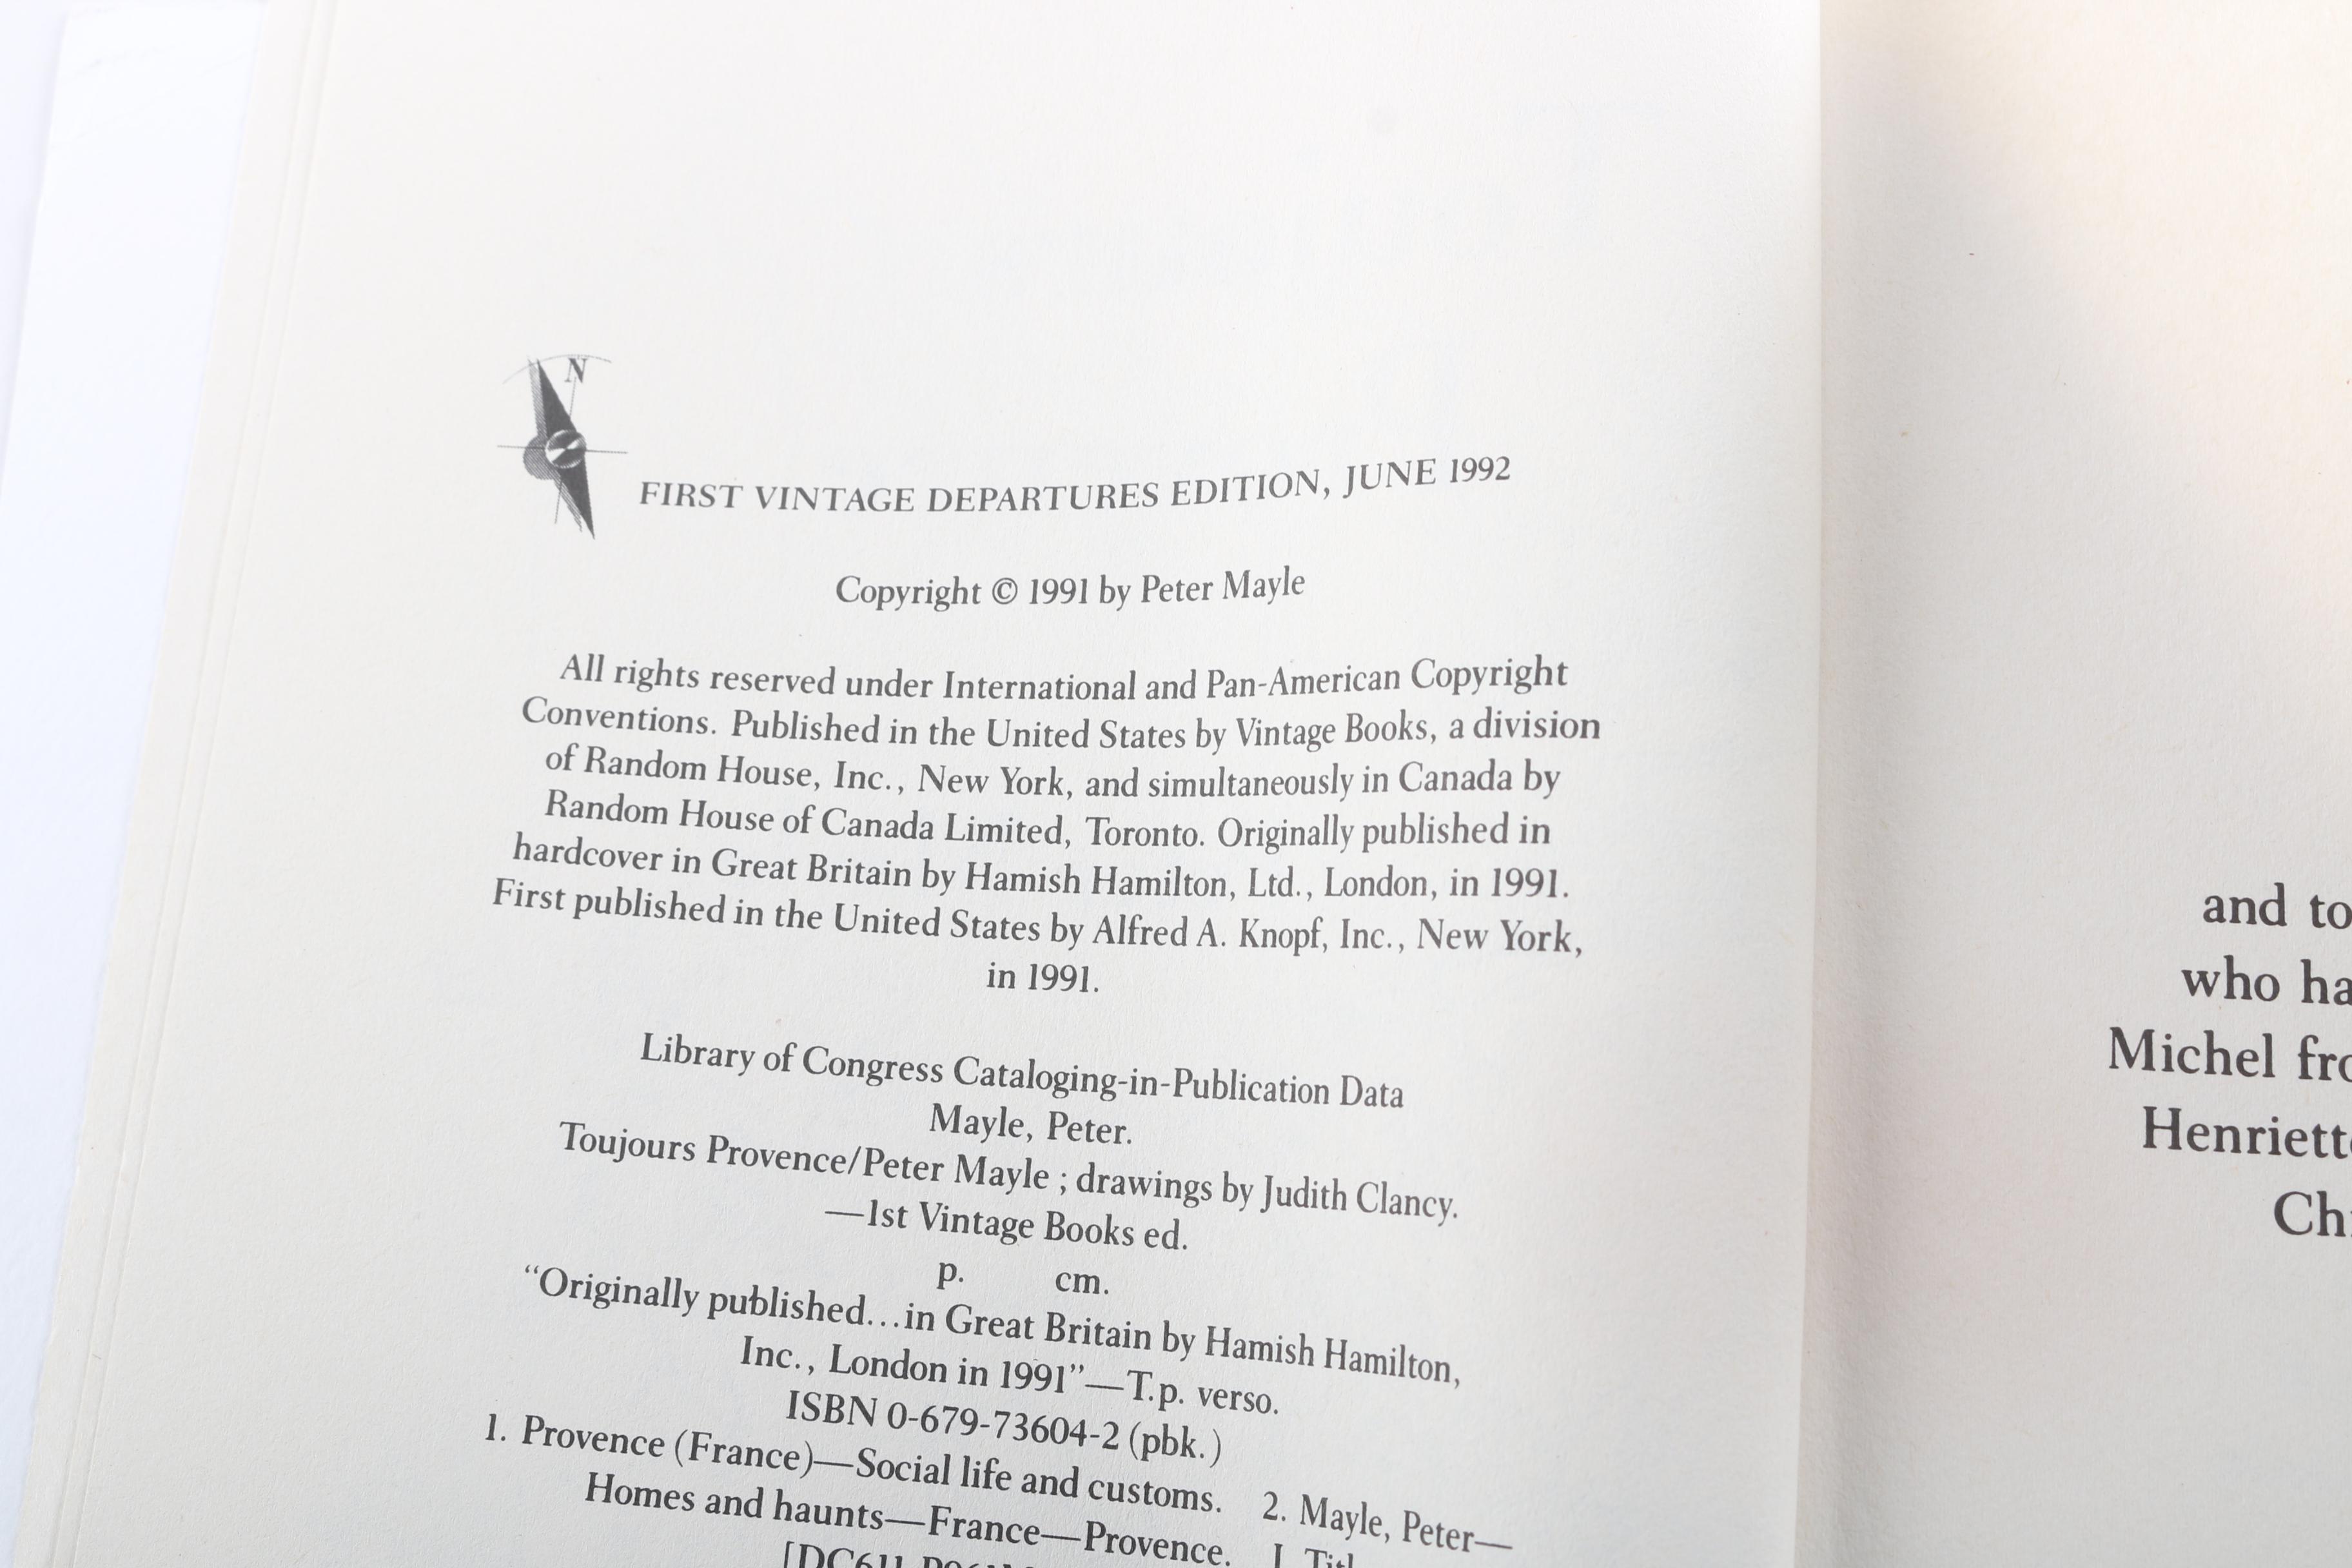 N
FIRST VINTAGE DEPARTURES EDITION, JUNE 1992
Copyright © 1991 by Peter Mayle
All rights reserved under International and Pan-American Copyright
Conventions. Published in the United States by Vintage Books, a division
of Random House, Inc., New York, and simultaneously in Canada by
Random House of Canada Limited, Toronto. Originally published in
hardcover in Great Britain by Hamish Hamilton, Ltd., London, in 1991.
First published in the United States by Alfred A. Knopf, Inc., New York,
in 1991.
Library of Congress Cataloging-in-Publication Data
Mayle, Peter.
Toujours Provence/Peter Mayle ; drawings by Judith Clancy.
—1st Vintage Books ed.
p. cm.
“Originally published...in Great Britain by Hamish Hamilton,
Inc., London in 1991”—T.p. verso.
ISBN 0-679-73604-2 (pbk.)
1. Provence (France)—Social life and customs. 2. Mayle, Peter—
Homes and haunts—France—Provence. I.
and to
who ha
Michel fro
Henriett
Ch